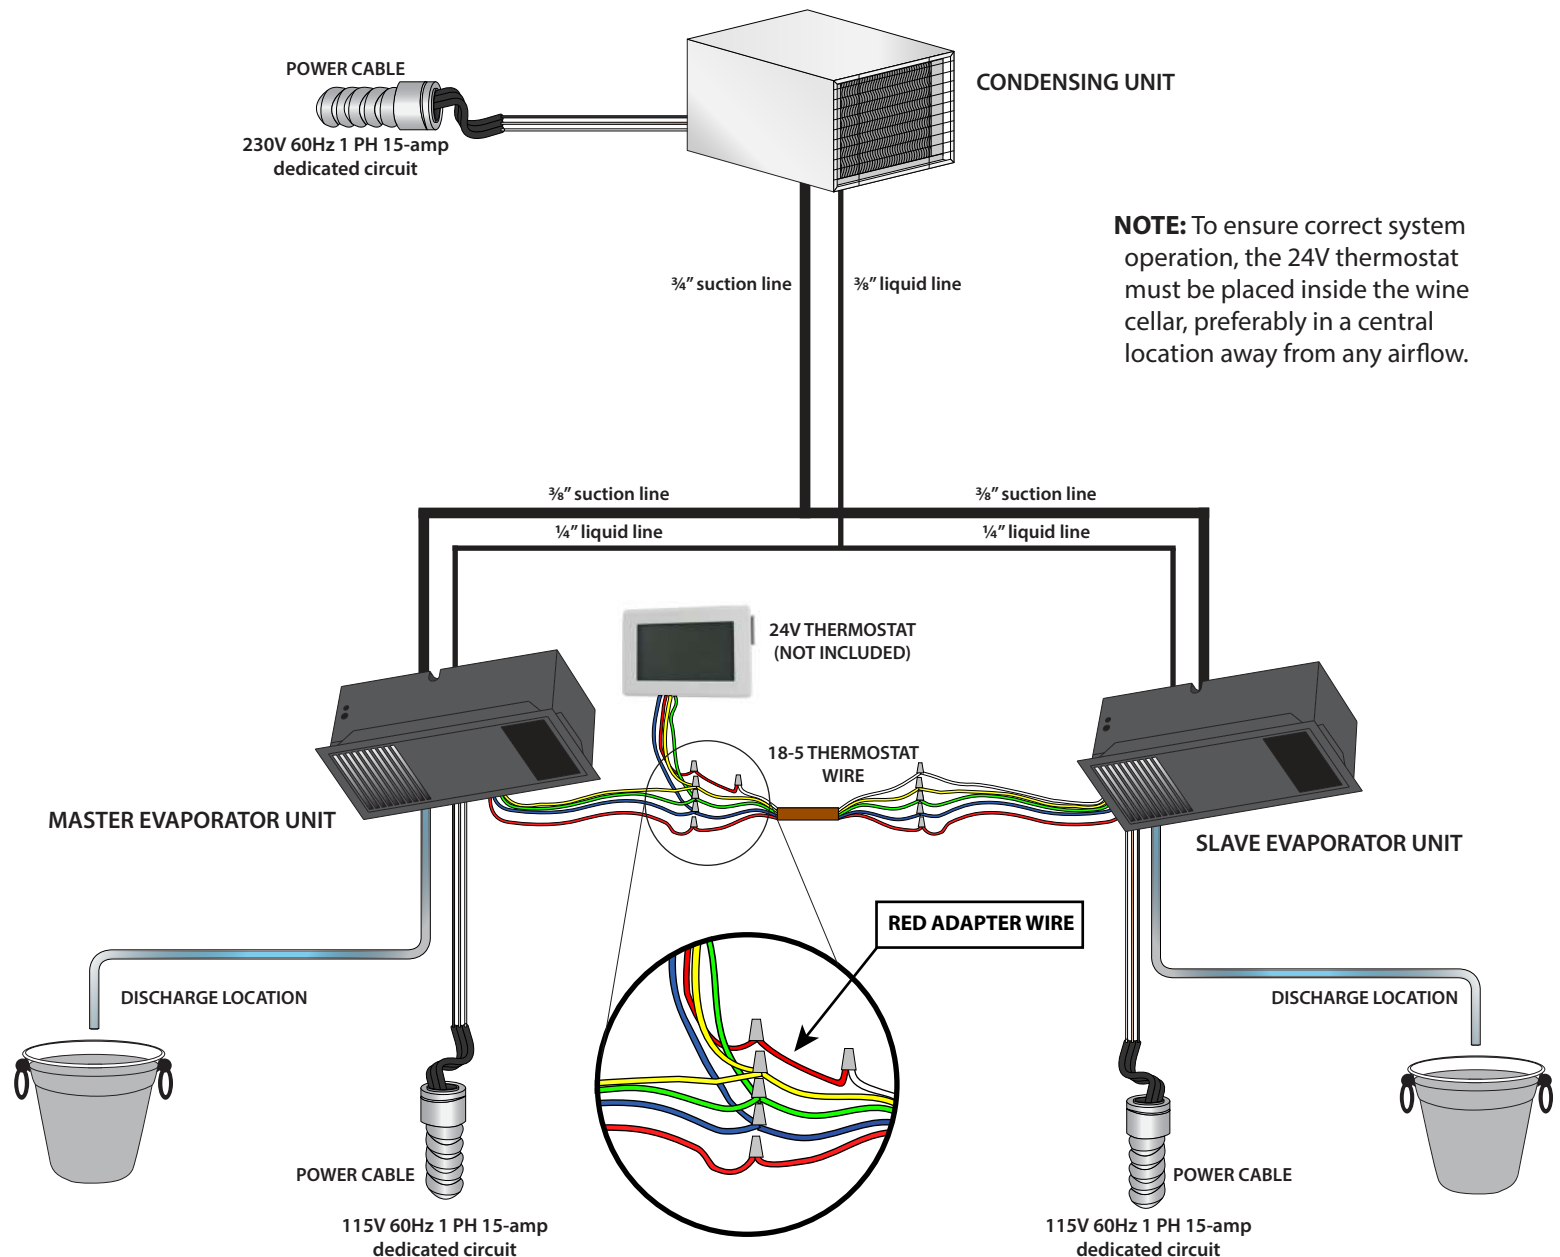 POWER CABLE
230V 60Hz 1 PH 15-amp
dedicated circuit
CONDENSING UNIT
NOTE: To ensure correct system
operation, the 24V thermostat
must be placed inside the wine
cellar, preferably in a central
location away from any airflow.
¾” suction line
⅜” liquid line
⅜” suction line
⅜” suction line
¼” liquid line
¼” liquid line
24V THERMOSTAT
(NOT INCLUDED)
18-5 THERMOSTAT
WIRE
MASTER EVAPORATOR UNIT
SLAVE EVAPORATOR UNIT
RED ADAPTER WIRE
DISCHARGE LOCATION
DISCHARGE LOCATION
POWER CABLE
115V 60Hz 1 PH 15-amp
dedicated circuit
POWER CABLE
115V 60Hz 1 PH 15-amp
dedicated circuit